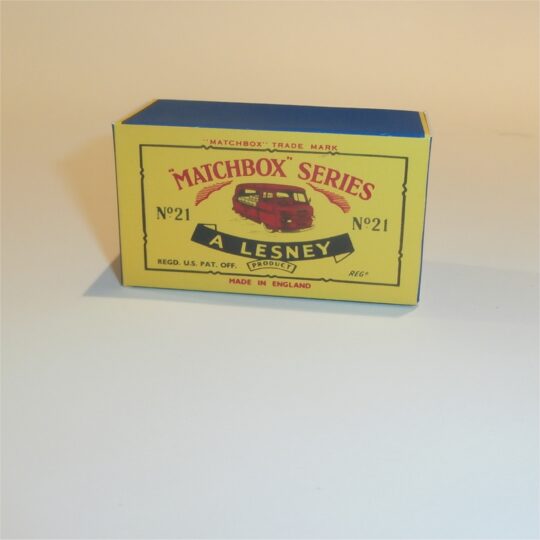 "MATCHBOX" TRADE MARK
"MATCHBOX" SERIES
Nº21 Nº21
A LESNEY
PRODUCT
REGD. U.S. PAT. OFF. REGD
MADE IN ENGLAND